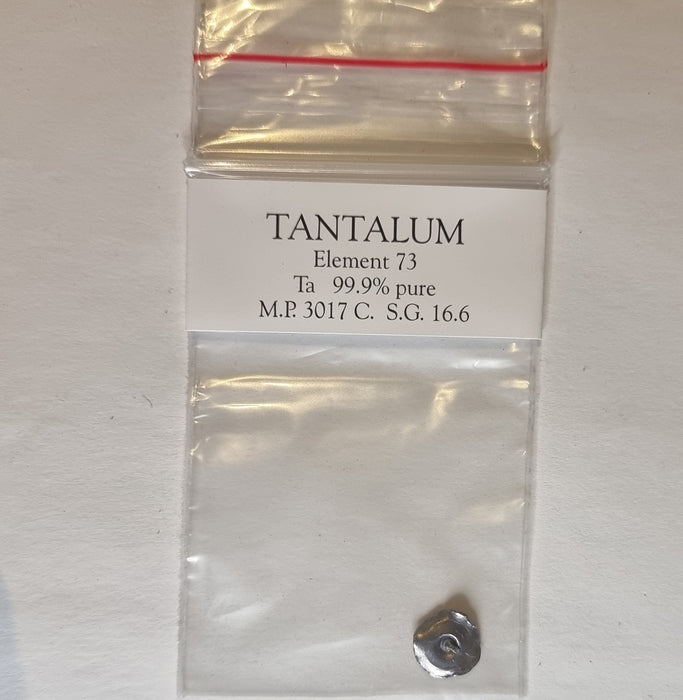 TANTALUM
Element 73
Ta 99.9% pure
M.P. 3017 C. S.G. 16.6